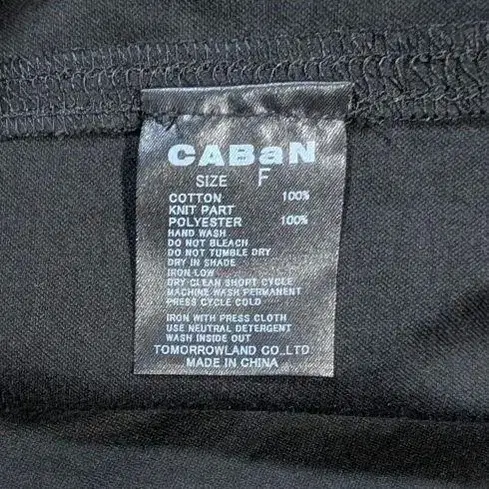 CABaN
SIZE F
COTTON 100%
KNIT PART
POLYESTER 100%
HAND WASH
DO NOT BLEACH
DO NOT TUMBLE DRY
DRY IN SHADE
IRON LOW
DRY CLEAN SHOPT CYCLE
MACHINE WASH PERMANENT
PRESS CYCLE COLD
IRON WITH PRESS CLOTH
USE NEUTRAL DETERGENT
WASH INSIDE OUT
TOMORROWLAND CO.,LTD
MADE IN CHINA